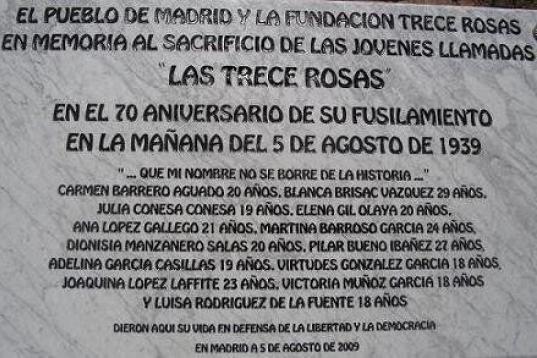 EL PUEBLO DE MADRID Y LA FUNDACION TRECE ROSAS
EN MEMORIA AL SACRIFICIO DE LAS JOVENES LLAMADAS
"LAS TRECE ROSAS"
EN EL 70 ANIVERSARIO DE SU FUSILAMIENTO
EN LA MAÑANA DEL 5 DE AGOSTO DE 1939
"... QUE MI NOMBRE NO SE BORRE DE LA HISTORIA ..."
CARMEN BARRERO AGUADO 20 AÑOS, BLANCA BRISAC VAZQUEZ 29 AÑOS,
JULIA CONESA CONESA 19 AÑOS, ELENA GIL OLAYA 20 AÑOS,
ANA LOPEZ GALLEGO 21 AÑOS, MARTINA BARROSO GARCIA 24 AÑOS,
DIONISIA MANZANERO SALAS 20 AÑOS, PILAR BUENO IBAÑEZ 27 AÑOS,
ADELINA GARCIA CASILLAS 19 AÑOS, VIRTUDES GONZALEZ GARCIA 18 AÑOS,
JOAQUINA LOPEZ LAFFITE 23 AÑOS, VICTORIA MUÑOZ GARCIA 18 AÑOS
Y LUISA RODRIGUEZ DE LA FUENTE 18 AÑOS
DIERON AQUI SU VIDA EN DEFENSA DE LA LIBERTAD Y LA DEMOCRACIA
EN MADRID A 5 DE AGOSTO DE 2009